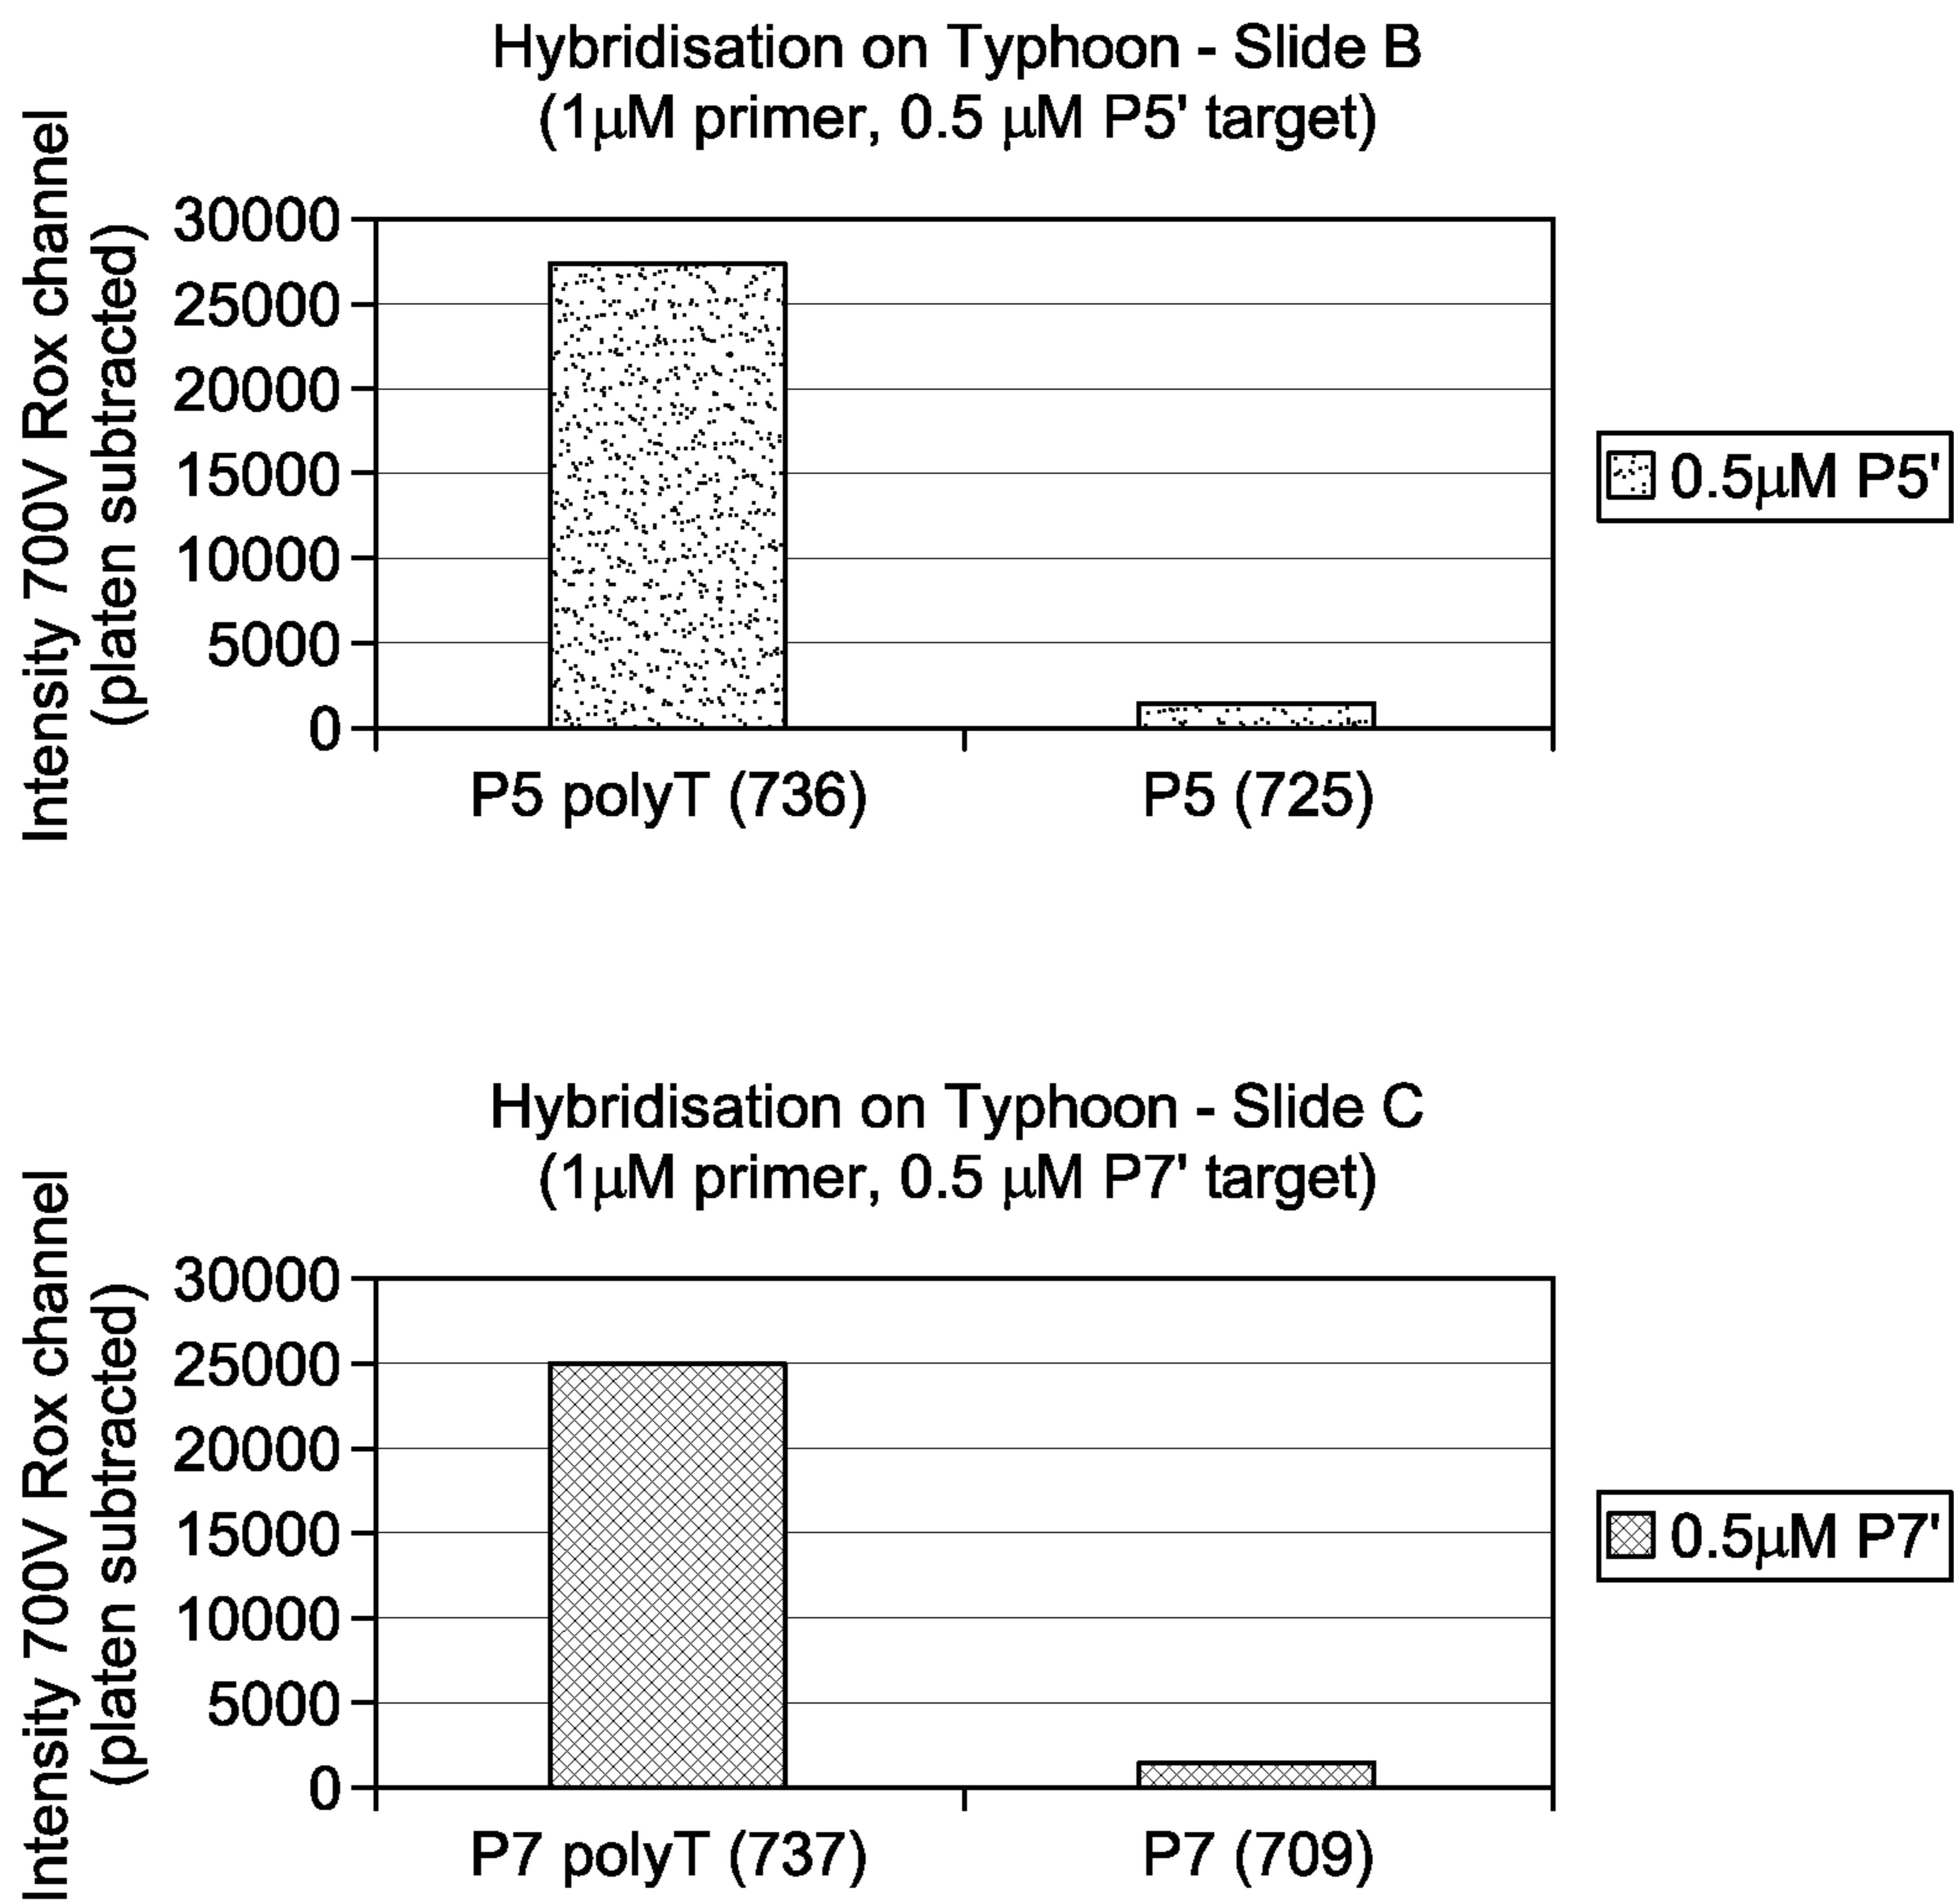 Hybridisation on Typhoon - Slide B
(1μM primer, 0.5 μM P5' target)
Intensity 700V Rox channel
(platen subtracted)
30000
25000
20000
15000
10000
5000
0
P5 polyT (736)
P5 (725)
0.5μM P5'
Hybridisation on Typhoon - Slide C
(1μM primer, 0.5 μM P7' target)
Intensity 700V Rox channel
(platen subtracted)
30000
25000
20000
15000
10000
5000
0
P7 polyT (737)
P7 (709)
0.5μM P7'